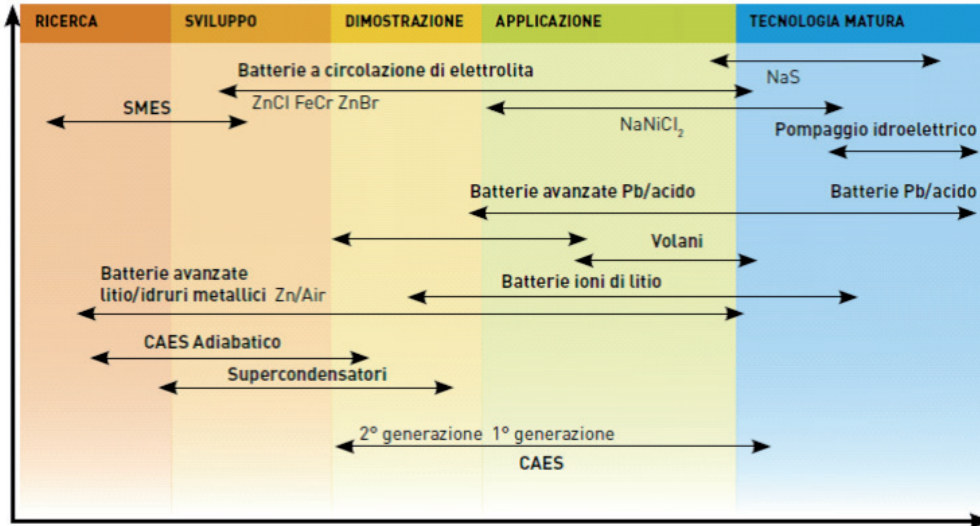 RICERCA SVILUPPO DIMOSTRAZIONE APPLICAZIONE TECNOLOGIA MATURA
Batterie a circolazione di elettrolita
NaS
ZnCl FeCr ZnBr
SMES
NaNiCl₂
Pompaggio idroelettrico
Batterie avanzate Pb/acido
Batterie Pb/acido
Volani
Batterie avanzate
litio/idruri metallici Zn/Air
Batterie ioni di litio
CAES Adiabatico
Supercondensatori
2° generazione 1° generazione
CAES